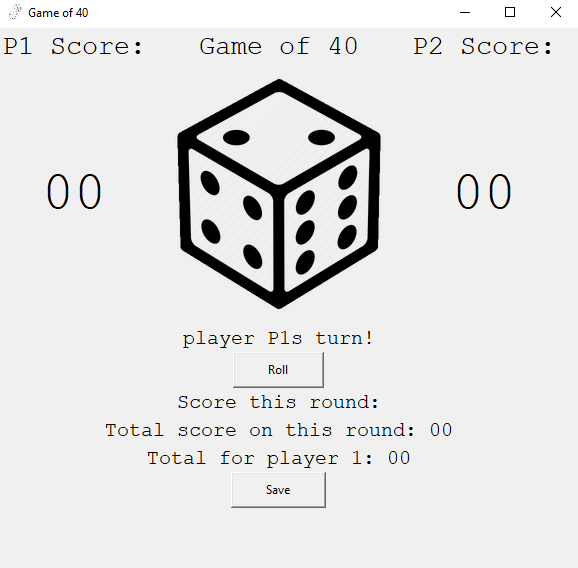 Game of 40
P1 Score: Game of 40 P2 Score:
00 00
player P1s turn!
Roll
Score this round:
Total score on this round: 00
Total for player 1: 00
Save